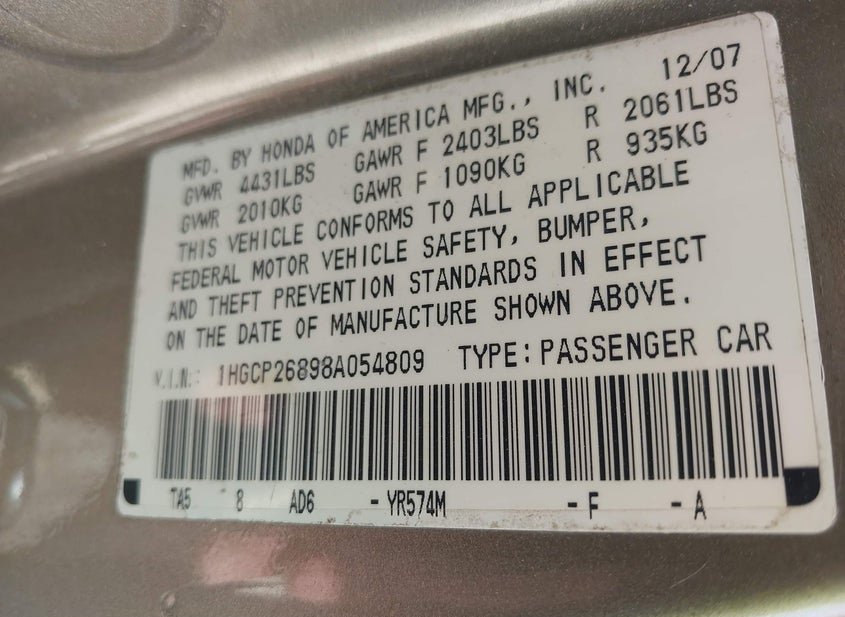 12/07
MFD. BY HONDA OF AMERICA MFG., INC.
GVWR 4431LBS GAWR F 2403LBS R 2061LBS
GVWR 2010KG GAWR F 1090KG R 935KG
THIS VEHICLE CONFORMS TO ALL APPLICABLE
FEDERAL MOTOR VEHICLE SAFETY, BUMPER,
AND THEFT PREVENTION STANDARDS IN EFFECT
ON THE DATE OF MANUFACTURE SHOWN ABOVE.
V.I.N.: 1HGCP26898A054809 TYPE: PASSENGER CAR
TA5 8 AD6 - YR574M - F - A